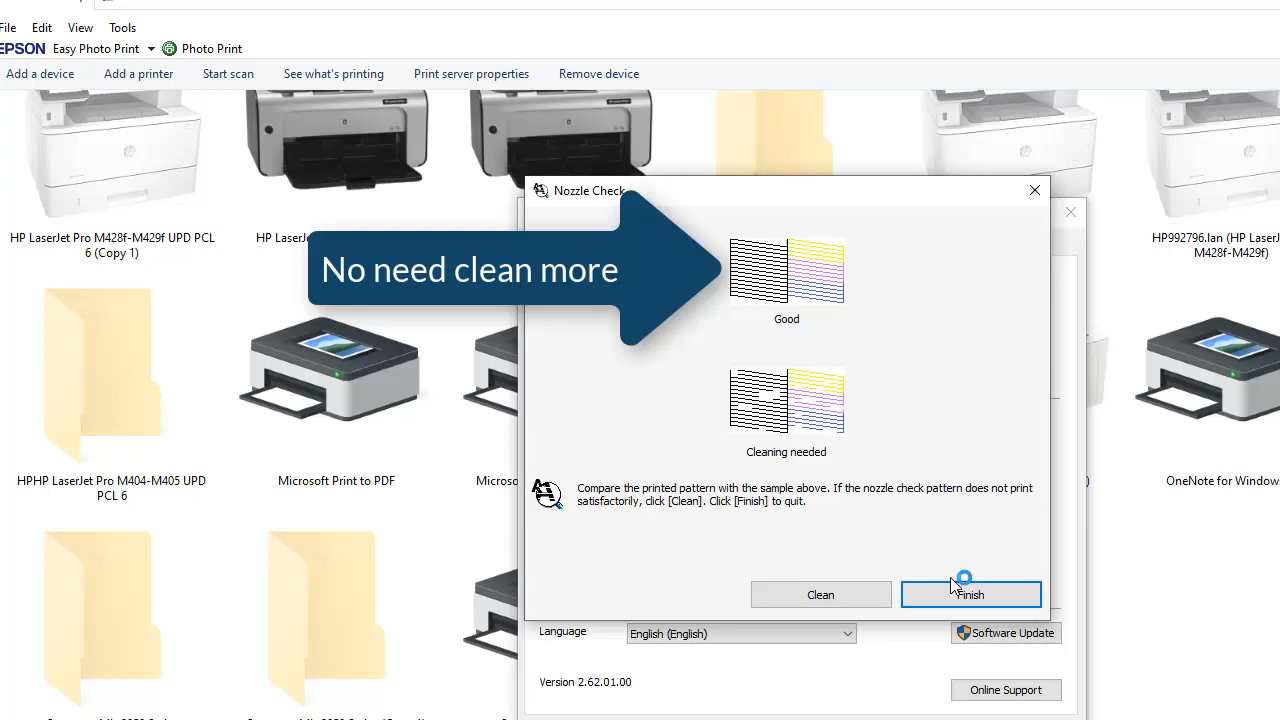 File Edit View Tools
EPSON Easy Photo Print Photo Print
Add a device Add a printer Start scan See what's printing Print server properties Remove device
HP LaserJet Pro M428f-M429f UPD PCL
6 (Copy 1)
HP LaserJe
HP992796.lan (HP LaserJ
M428f-M429f)
Nozzle Check
No need clean more
Good
Cleaning needed
Compare the printed pattern with the sample above. If the nozzle check pattern does not print
satisfactorily, click [Clean]. Click [Finish] to quit.
Clean Finish
HPHP LaserJet Pro M404-M405 UPD
PCL 6
Microsoft Print to PDF
Microso
OneNote for Window
Language English (English) Software Update
Version 2.62.01.00
Online Support